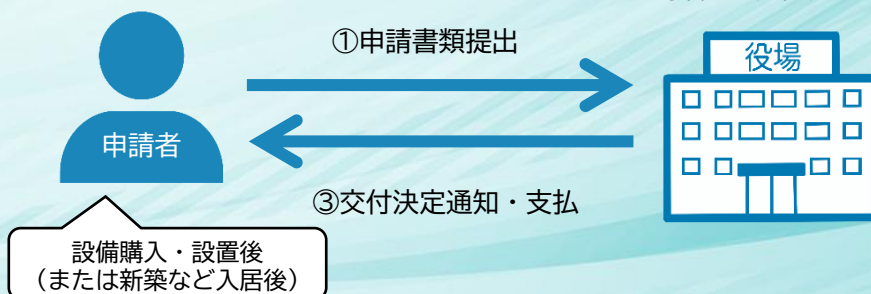 ①申請書類提出
役場
申請者
③交付決定通知・支払
設備購入・設置後
（または新築など入居後）